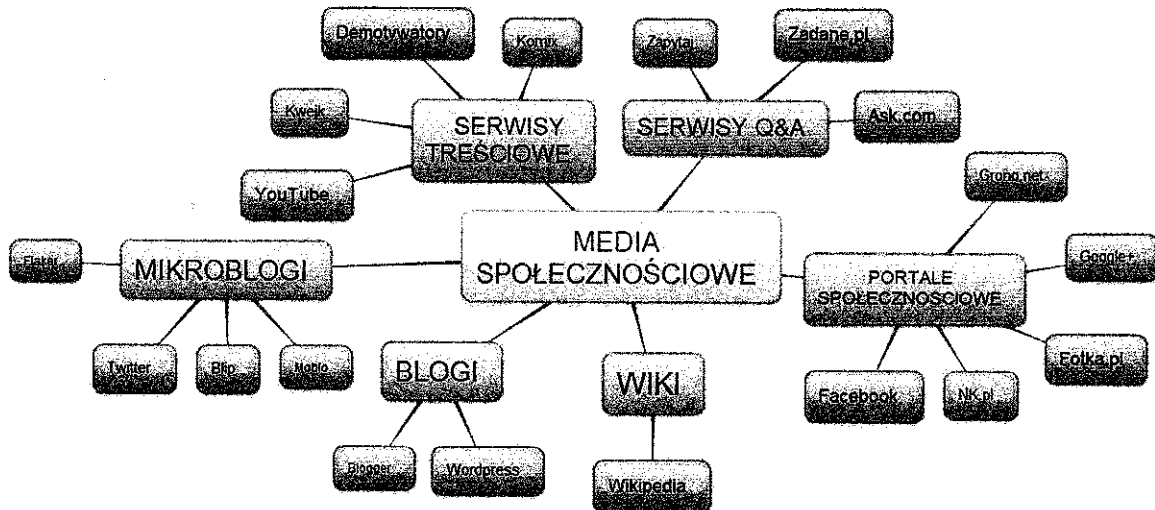 Demotywatory
Komix
Zapytaj
Zadane.pl
Kwejk
SERWISY
TREŚCIOWE
SERWISY Q&A
Ask.com
YouTube
Grono.net
MEDIA
SPOŁECZNOŚCIOWE
Flaker
MIKROBLOGI
PORTALE
SPOŁECZNOŚCIOWE
Google+
Twitter
Blip
BLOGI
WIKI
Facebook
NK.pl
Fotka.pl
Blogger
Wordpress
Wikipedia